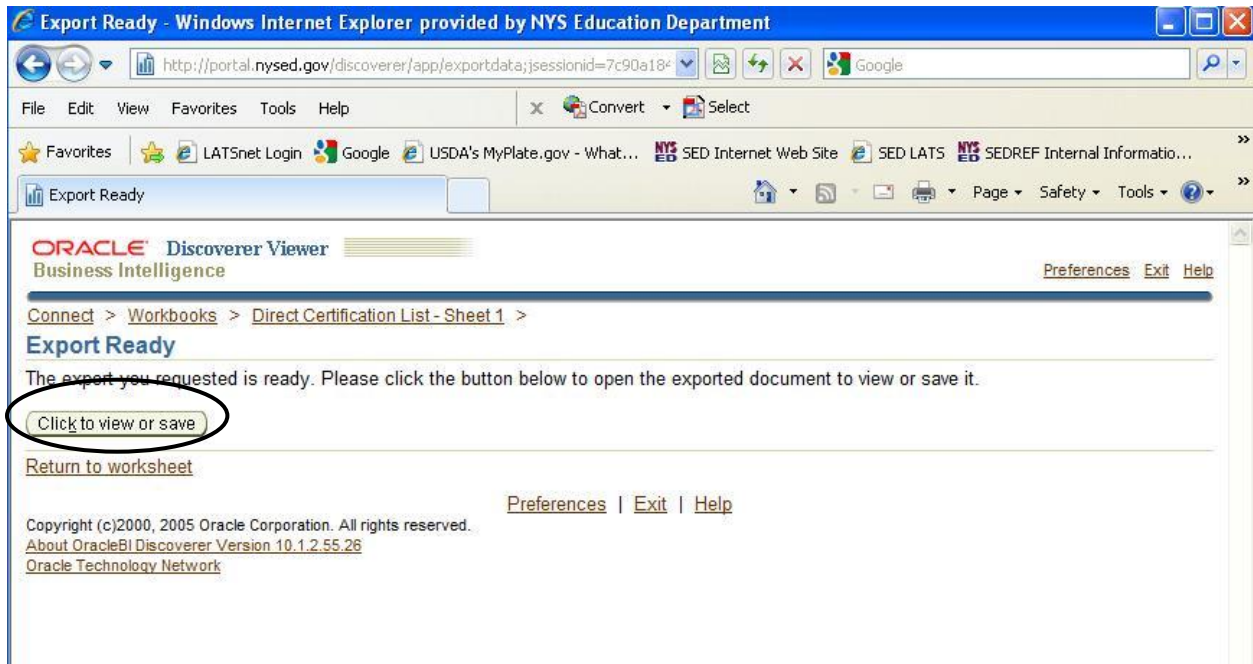 Export Ready - Windows Internet Explorer provided by NYS Education Department
http://portal.nysed.gov/discoverer/app/exportdata;jsessionid=7c90a184
Google
File Edit View Favorites Tools Help x Convert Select
Favorites LATSnet Login Google USDA's MyPlate.gov - What... NYS ED SED Internet Web Site SED LATS NYS ED SEDREF Internal Informatio... »
Export Ready Page Safety Tools »
ORACLE Discoverer Viewer
Business Intelligence
Preferences Exit Help
Connect > Workbooks > Direct Certification List - Sheet 1 >
Export Ready
The export you requested is ready. Please click the button below to open the exported document to view or save it.
Click to view or save
Return to worksheet
Preferences | Exit | Help
Copyright (c)2000, 2005 Oracle Corporation. All rights reserved.
About OracleBI Discoverer Version 10.1.2.55.26
Oracle Technology Network